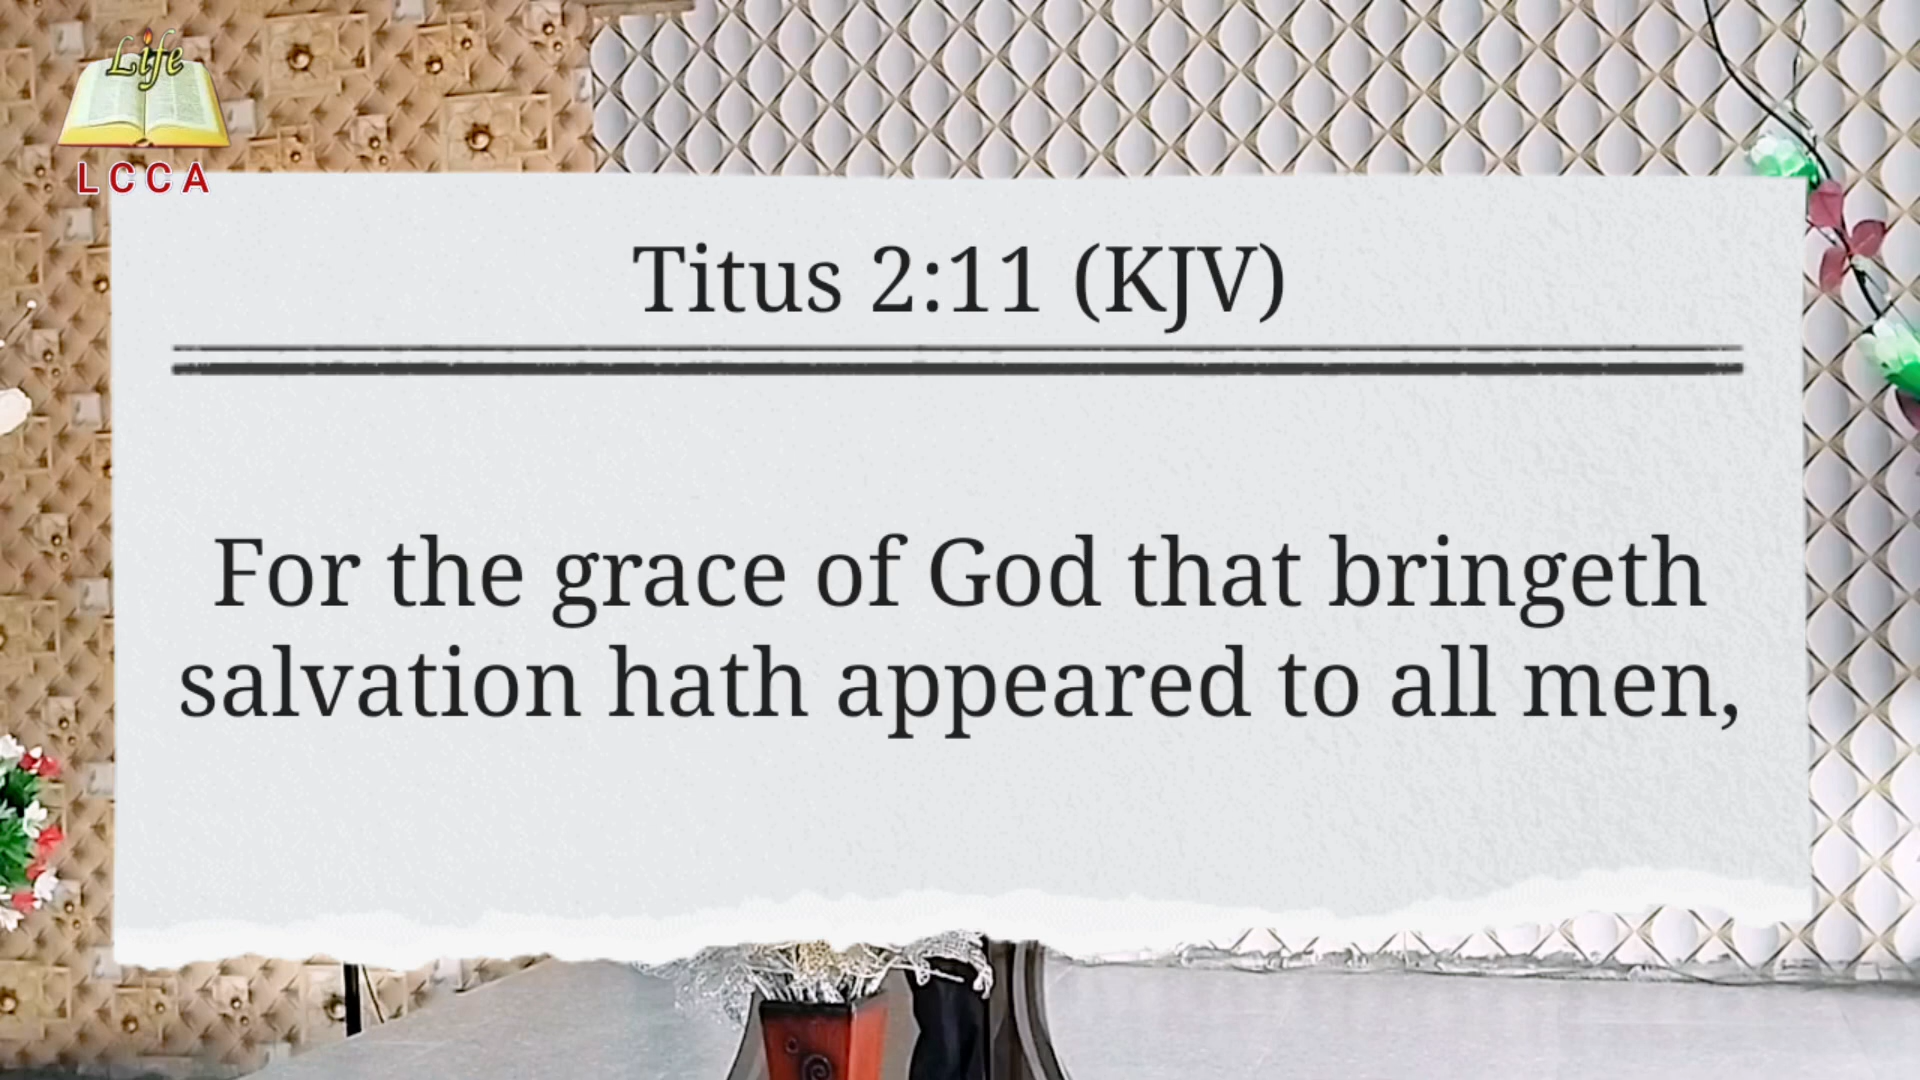 Life
LCCA
Titus 2:11 (KJV)
For the grace of God that bringeth
salvation hath appeared to all men,